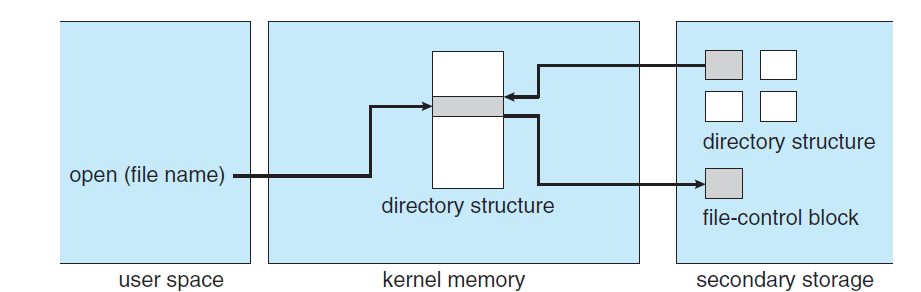 open (file name)
directory structure
directory structure
file-control block
user space
kernel memory
secondary storage